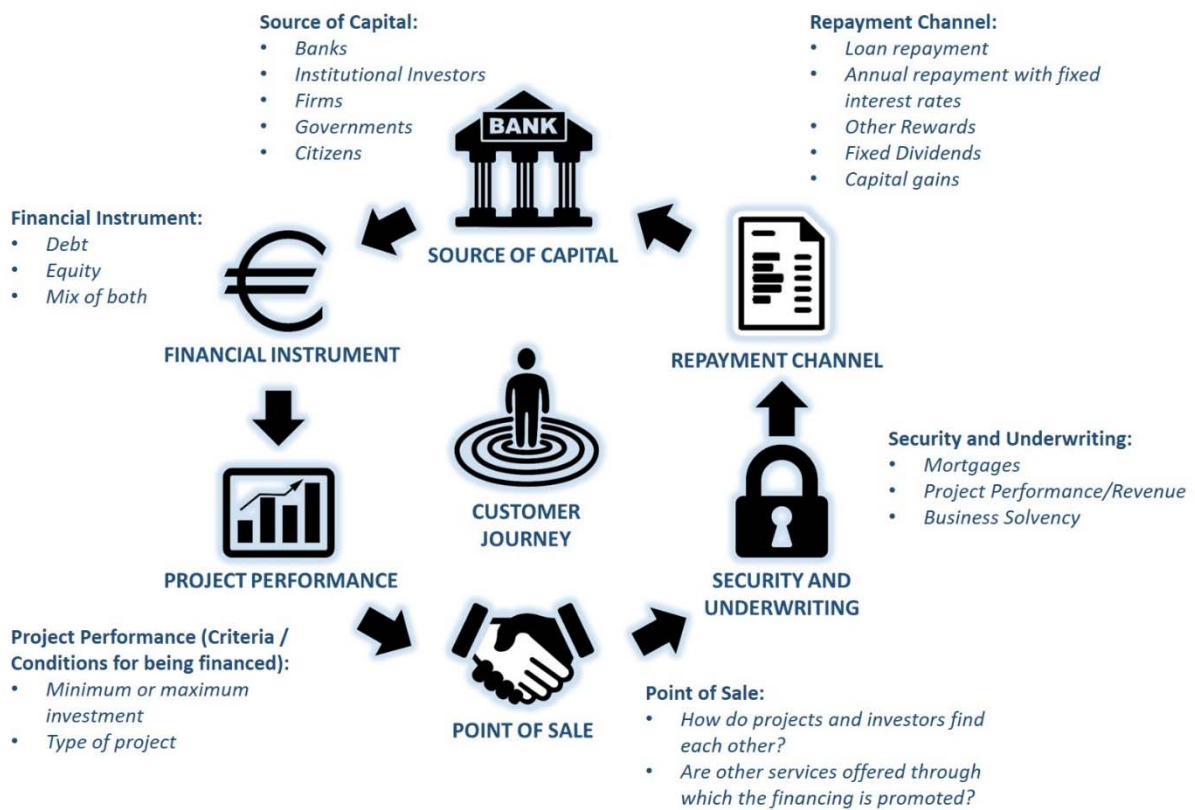 Source of Capital:
• Banks
• Institutional Investors
• Firms
• Governments
• Citizens
Repayment Channel:
• Loan repayment
• Annual repayment with fixed
interest rates
• Other Rewards
• Fixed Dividends
• Capital gains
BANK
SOURCE OF CAPITAL
Financial Instrument:
• Debt
• Equity
• Mix of both
€
FINANCIAL INSTRUMENT
REPAYMENT CHANNEL
CUSTOMER
JOURNEY
Security and Underwriting:
• Mortgages
• Project Performance/Revenue
• Business Solvency
PROJECT PERFORMANCE
SECURITY AND
UNDERWRITING
Project Performance (Criteria /
Conditions for being financed):
• Minimum or maximum
investment
• Type of project
POINT OF SALE
Point of Sale:
• How do projects and investors find
each other?
• Are other services offered through
which the financing is promoted?